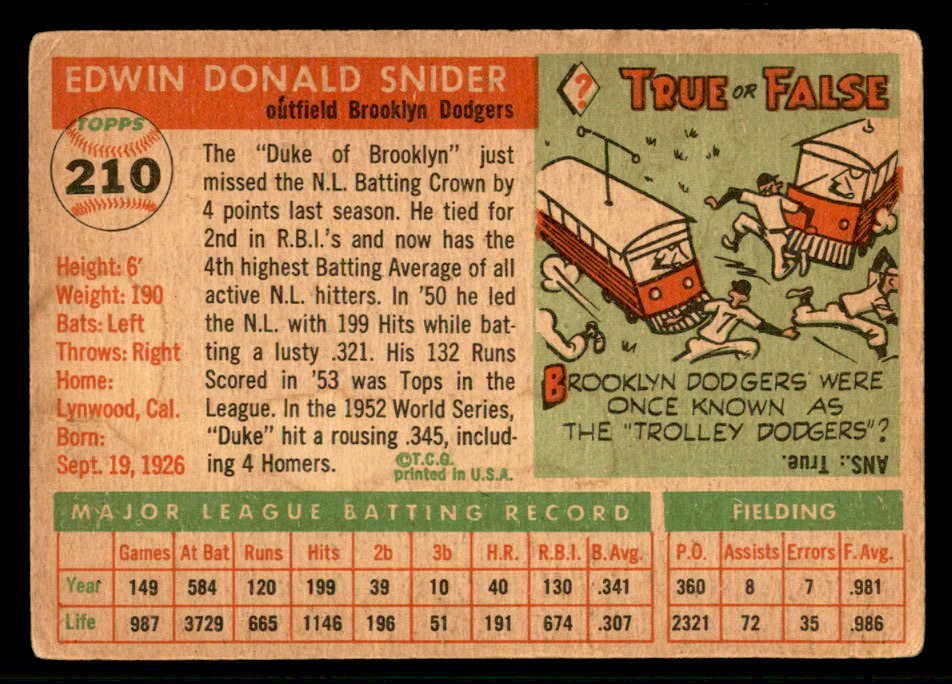 EDWIN DONALD SNIDER
outfield Brooklyn Dodgers
TOPPS
210
Height: 6'
Weight: 190
Bats: Left
Throws: Right
Home:
Lynwood, Cal.
Born:
Sept. 19, 1926
The "Duke of Brooklyn" just
missed the N.L. Batting Crown by
4 points last season. He tied for
2nd in R.B.I.'s and now has the
4th highest Batting Average of all
active N.L. hitters. In '50 he led
the N.L. with 199 Hits while bat-
ting a lusty .321. His 132 Runs
Scored in '53 was Tops in the
League. In the 1952 World Series,
"Duke" hit a rousing .345, includ-
ing 4 Homers.
©T.C.G.
printed in U.S.A.
? TRUE OR FALSE
BROOKLYN DODGERS WERE
ONCE KNOWN AS
THE "TROLLEY DODGERS"?
ANS.: True.
MAJOR LEAGUE BATTING RECORD FIELDING
Games At Bat Runs Hits 2b 3b H.R. R.B.I. B. Avg. P.O. Assists Errors F. Avg.
Year 149 584 120 199 39 10 40 130 .341 360 8 7 .981
Life 987 3729 665 1146 196 51 191 674 .307 2321 72 35 .986